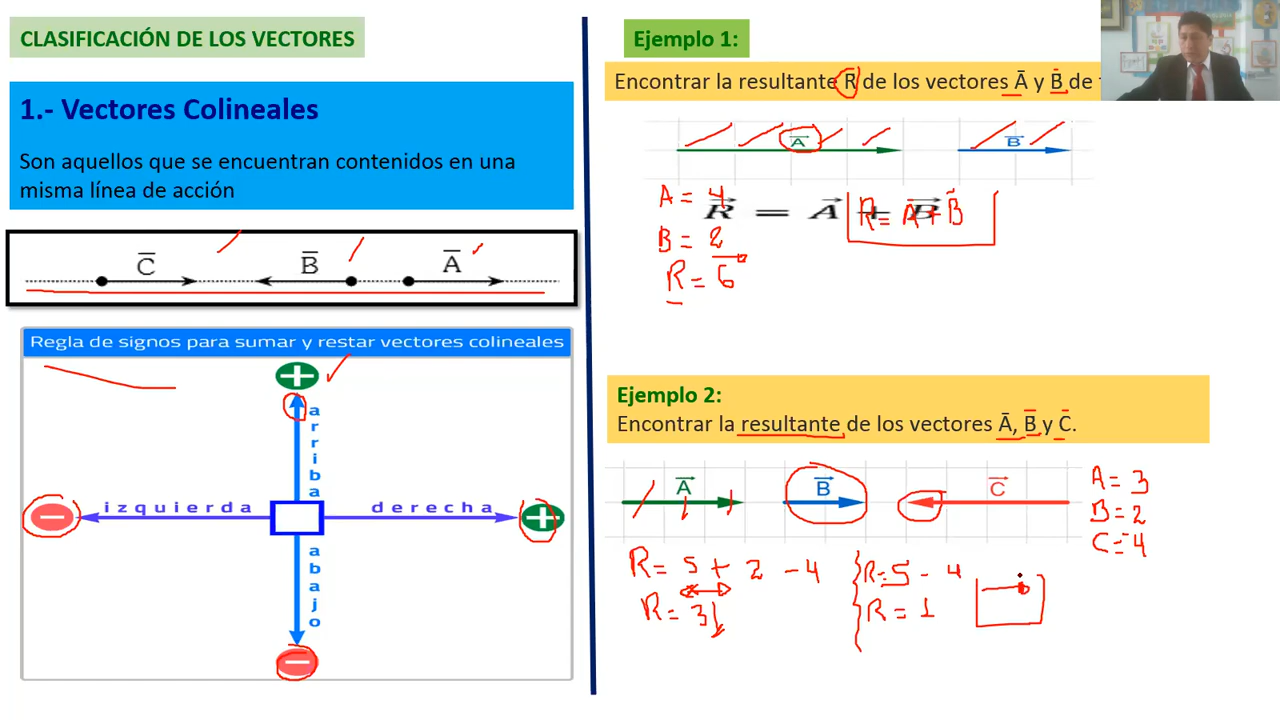 CLASIFICACIÓN DE LOS VECTORES
1.- Vectores Colineales
Son aquellos que se encuentran contenidos en una
misma línea de acción
C B A
Regla de signos para sumar y restar vectores colineales
+
arriba
izquierda
derecha
−
+
abajo
−
Ejemplo 1:
Encontrar la resultante R̄ de los vectores Ā y B̄ de
A B
A = 4
R = A + B
R = A + B
B = 2
R = 6
Ejemplo 2:
Encontrar la resultante de los vectores Ā, B̄ y C̄.
A B C
A = 3
B = 2
C = -4
R = 5 + 2 - 4
R = 3
R = 5 - 4
R = 1